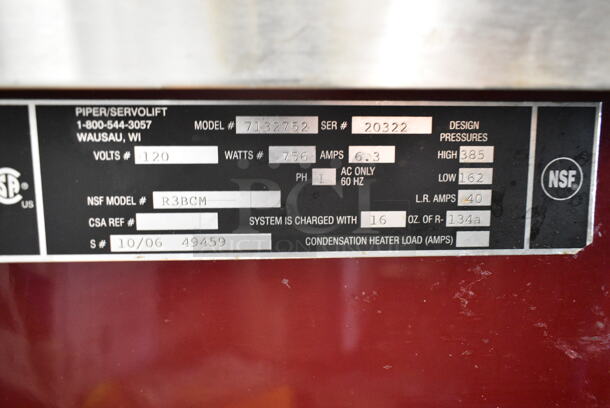 PIPER/SERVOLIFT
1-800-544-3057
WAUSAU, WI
MODEL # 7132752 SER # 20322
DESIGN PRESSURES
VOLTS # 120 WATTS # 756 AMPS 6.3 HIGH 385
PH 1 AC ONLY 60 HZ LOW 162
NSF MODEL # R3BCM L.R. AMPS 40
CSA REF # SYSTEM IS CHARGED WITH 16 OZ. OF R- 134a
S # 10/06 49459 CONDENSATION HEATER LOAD (AMPS)
US
NSF